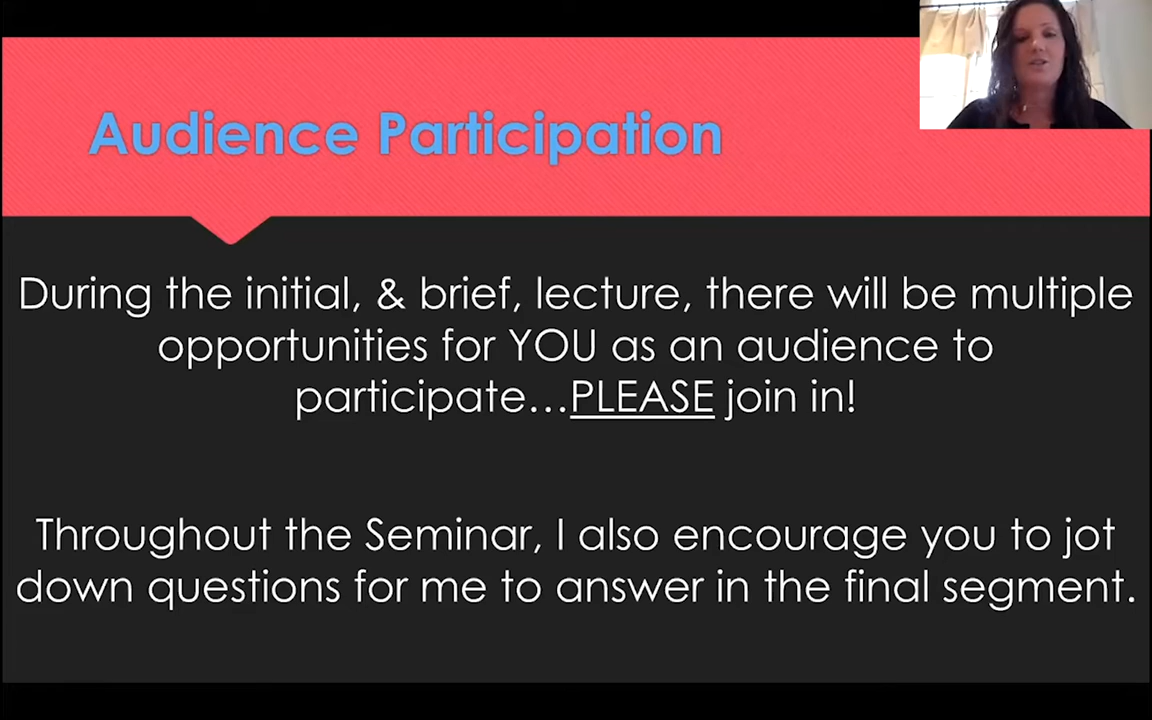 Audience Participation
During the initial, & brief, lecture, there will be multiple
opportunities for YOU as an audience to
participate...PLEASE join in!
Throughout the Seminar, I also encourage you to jot
down questions for me to answer in the final segment.